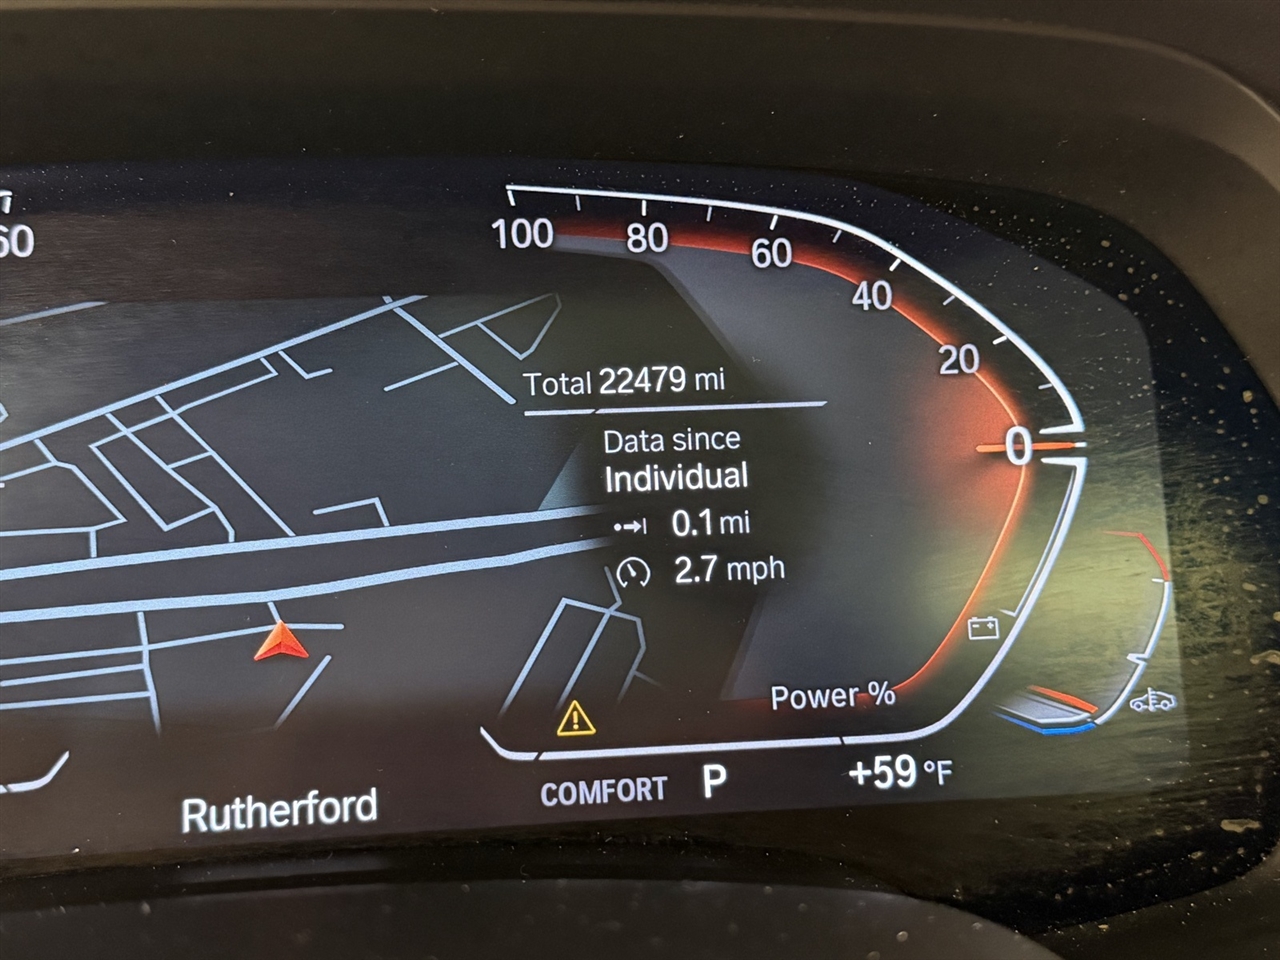 60
100
80
60
40
20
0
Total 22479 mi
Data since
Individual
0.1 mi
2.7 mph
Power %
COMFORT P +59 °F
Rutherford